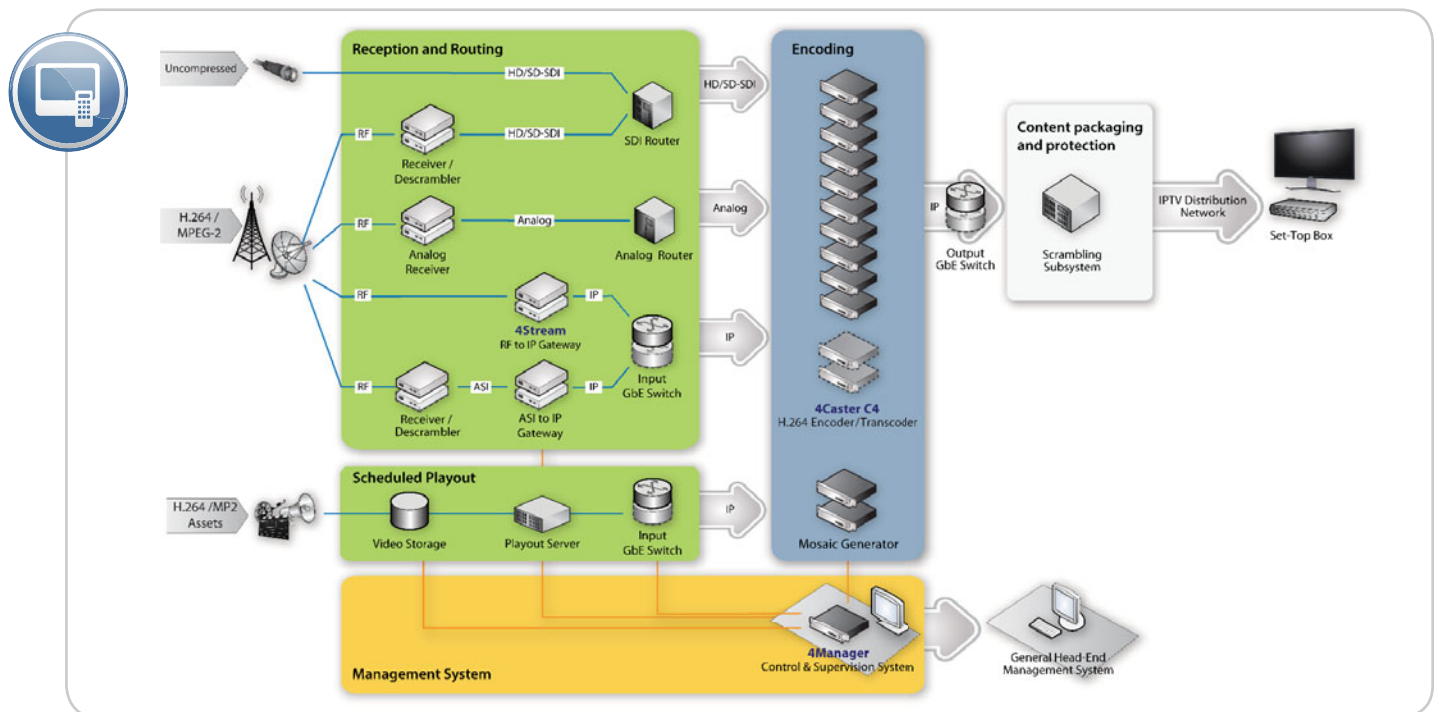 Reception and Routing
Encoding
Uncompressed
HD/SD-SDI
HD/SD-SDI
RF
HD/SD-SDI
SDI Router
Receiver /
Descrambler
Content packaging
and protection
H.264 /
MPEG-2
RF
Analog
Analog
IP
IPTV Distribution
Network
Set-Top Box
Analog
Receiver
Analog Router
Output
GbE Switch
Scrambling
Subsystem
RF
IP
4Stream
RF to IP Gateway
IP
Input
GbE Switch
RF
ASI
IP
Receiver /
Descrambler
ASI to IP
Gateway
4Caster C4
H.264 Encoder/Transcoder
Scheduled Playout
H.264 /MP2
Assets
IP
Video Storage
Playout Server
Input
GbE Switch
Mosaic Generator
4Manager
Control & Supervision System
General Head-End
Management System
Management System